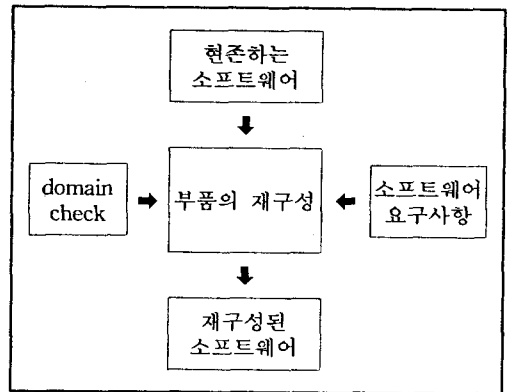 현존하는
소프트웨어
domain
check
부품의 재구성
소프트웨어
요구사항
재구성된
소프트웨어